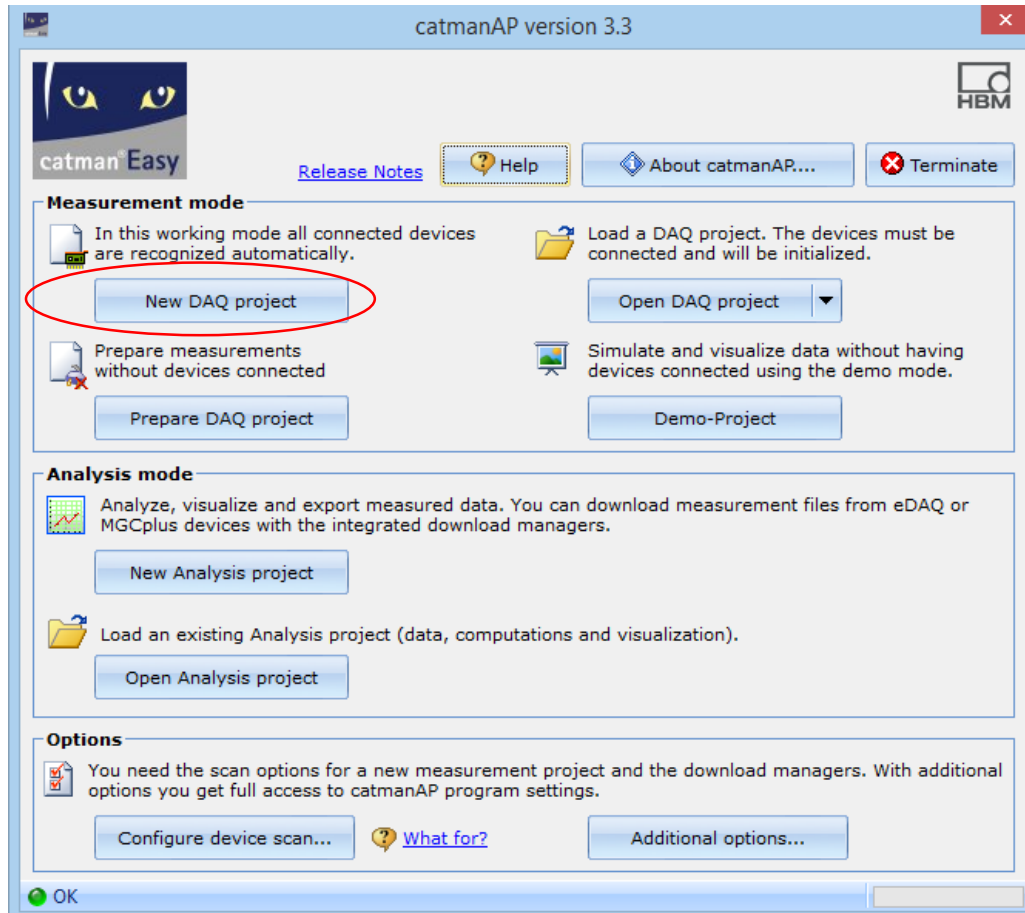 catmanAP version 3.3
HBM
catman®Easy
Release Notes
Help
About catmanAP....
Terminate
Measurement mode
In this working mode all connected devices
are recognized automatically.
New DAQ project
Load a DAQ project. The devices must be
connected and will be initialized.
Open DAQ project
Prepare measurements
without devices connected
Prepare DAQ project
Simulate and visualize data without having
devices connected using the demo mode.
Demo-Project
Analysis mode
Analyze, visualize and export measured data. You can download measurement files from eDAQ or
MGCplus devices with the integrated download managers.
New Analysis project
Load an existing Analysis project (data, computations and visualization).
Open Analysis project
Options
You need the scan options for a new measurement project and the download managers. With additional
options you get full access to catmanAP program settings.
Configure device scan...
What for?
Additional options...
OK